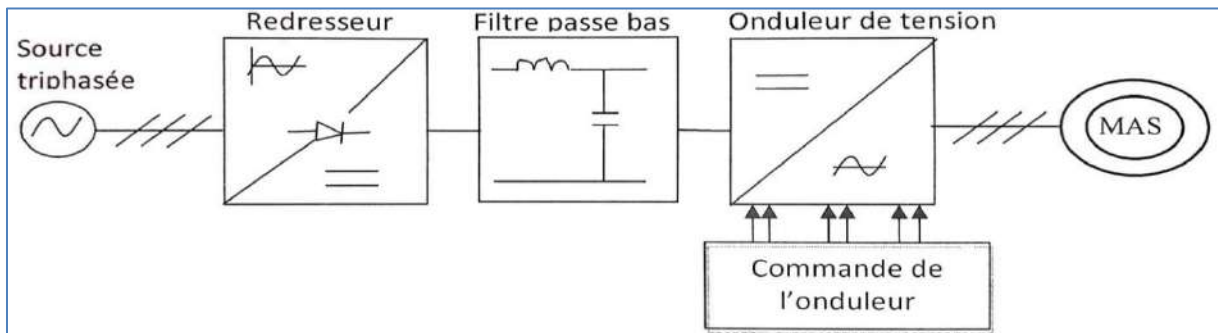 Source
triphasée
Redresseur
Filtre passe bas
Onduleur de tension
MAS
Commande de
l'onduleur